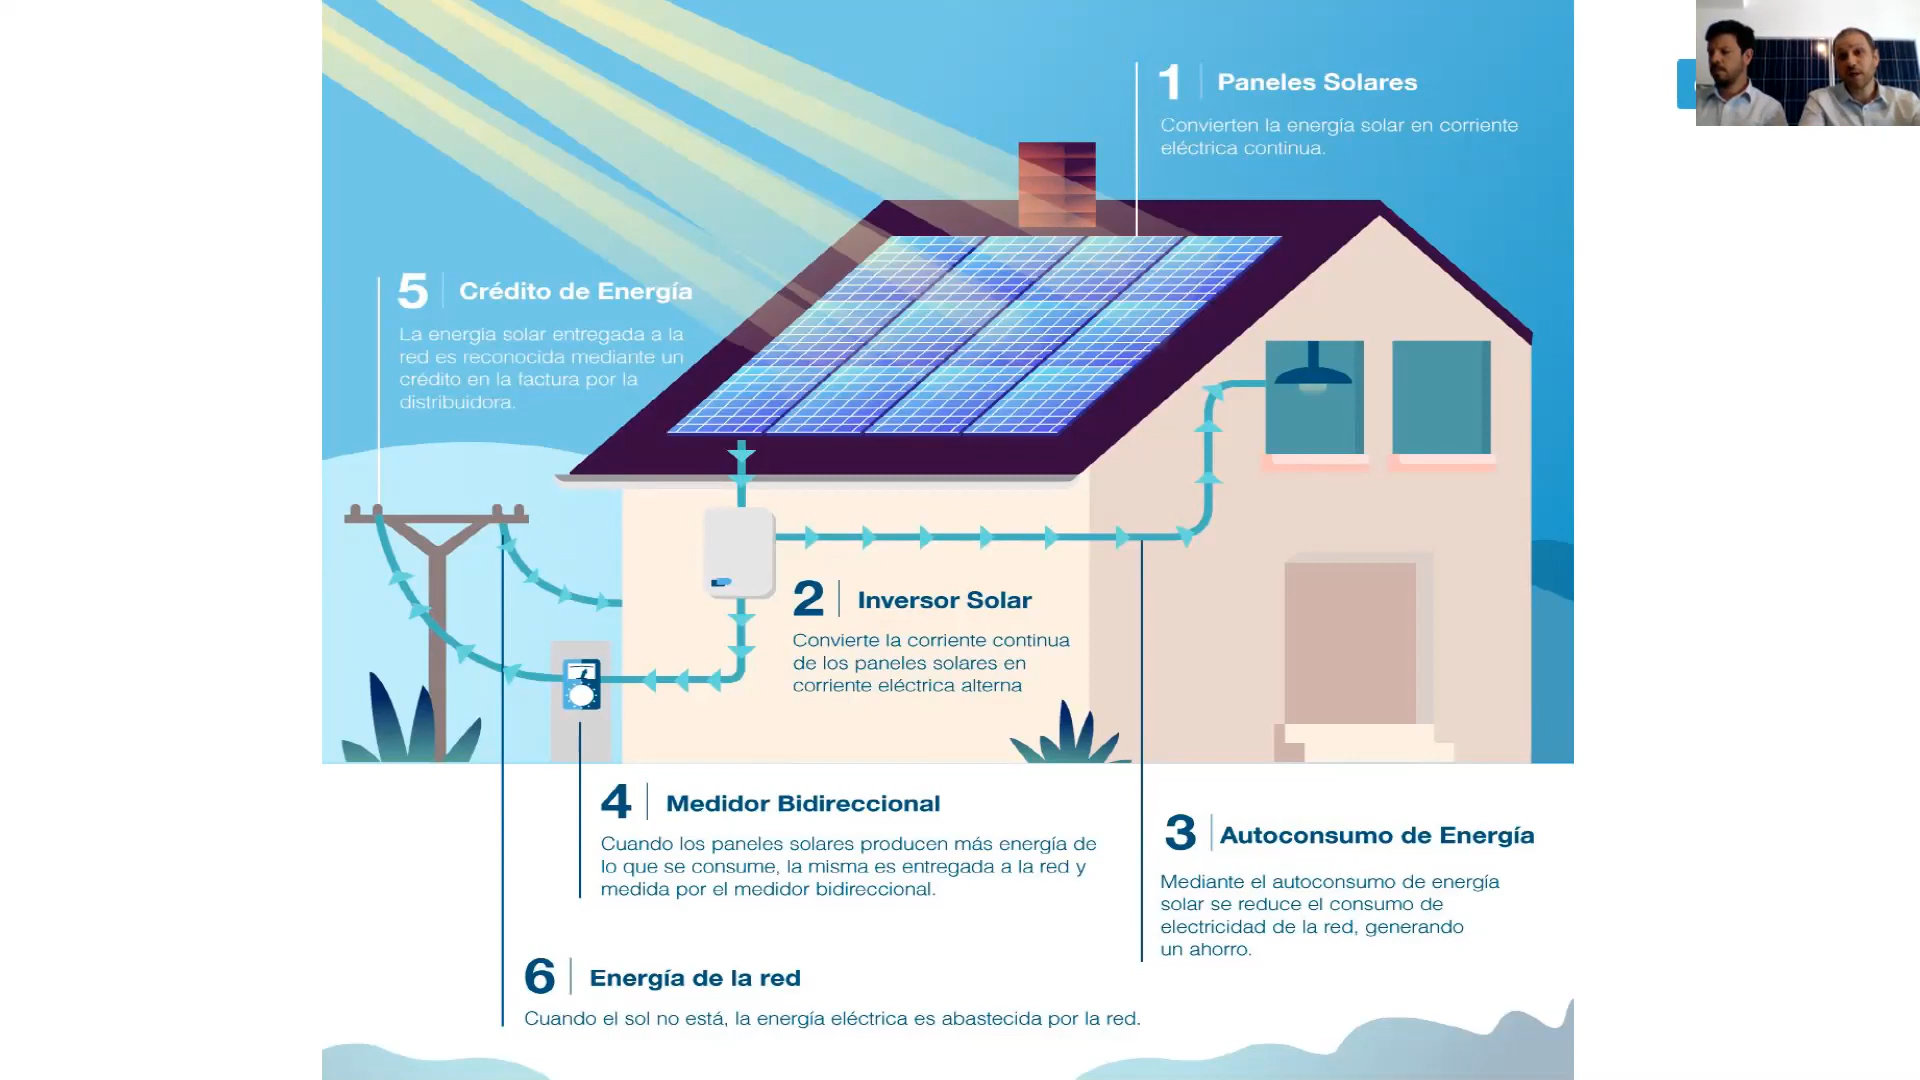 1 Paneles Solares
Convierten la energía solar en corriente
eléctrica continua.
5 Crédito de Energía
La energía solar entregada a la
red es reconocida mediante un
crédito en la factura por la
distribuidora.
2 Inversor Solar
Convierte la corriente continua
de los paneles solares en
corriente eléctrica alterna
4 Medidor Bidireccional
Cuando los paneles solares producen más energía de
lo que se consume, la misma es entregada a la red y
medida por el medidor bidireccional.
3 Autoconsumo de Energía
Mediante el autoconsumo de energía
solar se reduce el consumo de
electricidad de la red, generando
un ahorro.
6 Energía de la red
Cuando el sol no está, la energía eléctrica es abastecida por la red.